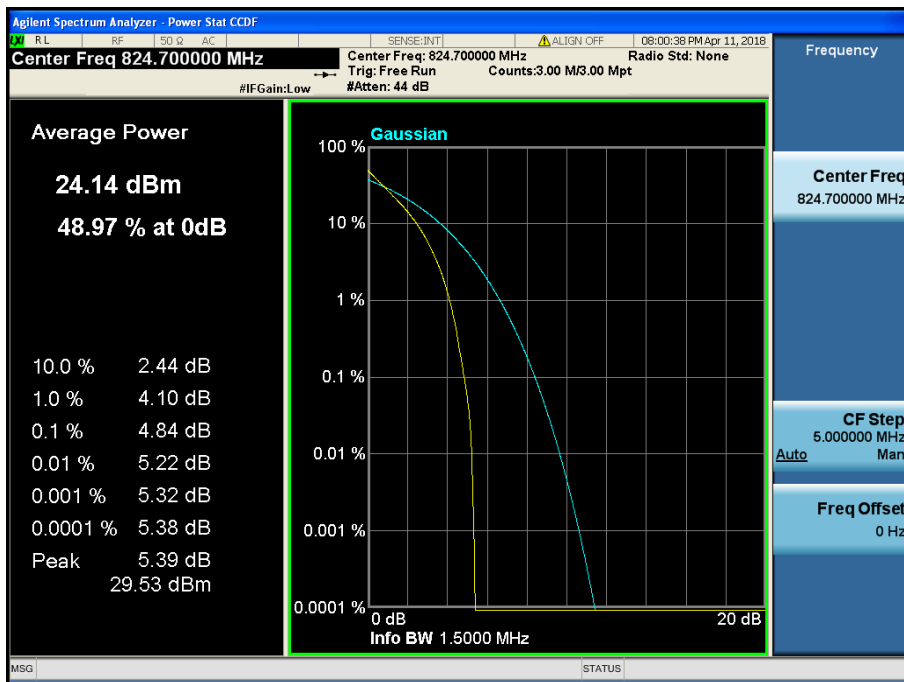 Agilent Spectrum Analyzer - Power Stat CCDF
LXI RL RF 50 Ω AC SENSE:INT ALIGN OFF 08:00:38 PM Apr 11, 2018
Center Freq 824.700000 MHz
Center Freq: 824.700000 MHz Radio Std: None
Trig: Free Run Counts:3.00 M/3.00 Mpt
#IFGain:Low #Atten: 44 dB
Frequency
Average Power
24.14 dBm
48.97 % at 0dB
10.0 % 2.44 dB
1.0 % 4.10 dB
0.1 % 4.84 dB
0.01 % 5.22 dB
0.001 % 5.32 dB
0.0001 % 5.38 dB
Peak 5.39 dB
29.53 dBm
Gaussian
100 %
10 %
1 %
0.1 %
0.01 %
0.001 %
0.0001 %
0 dB 20 dB
Info BW 1.5000 MHz
Center Freq
824.700000 MHz
CF Step
5.000000 MHz
Auto Man
Freq Offset
0 Hz
MSG STATUS